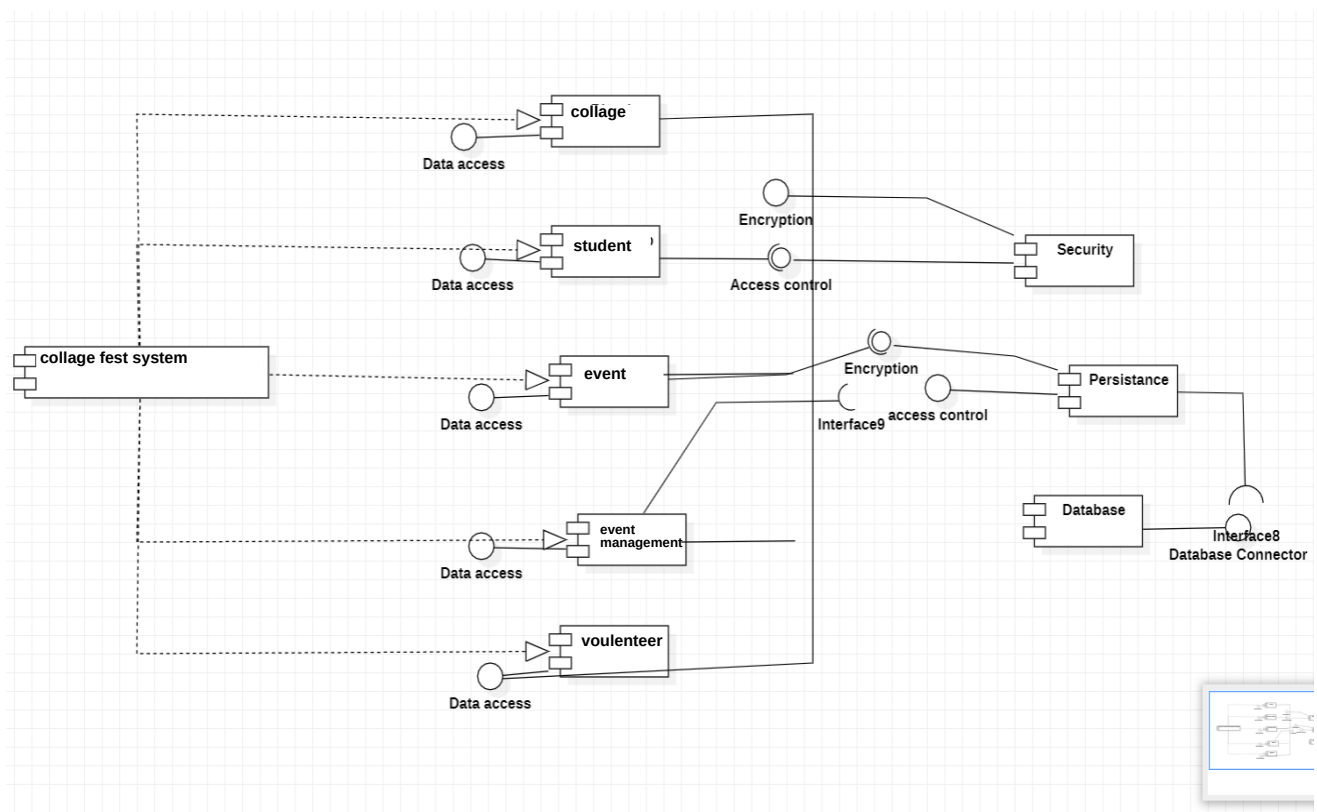 collage
Data access
Encryption
student
Security
Data access
Access control
collage fest system
event
Encryption
Persistance
Data access
Interface9
access control
event
management
Database
Interface8
Data access
Database Connector
voulenteer
Data access